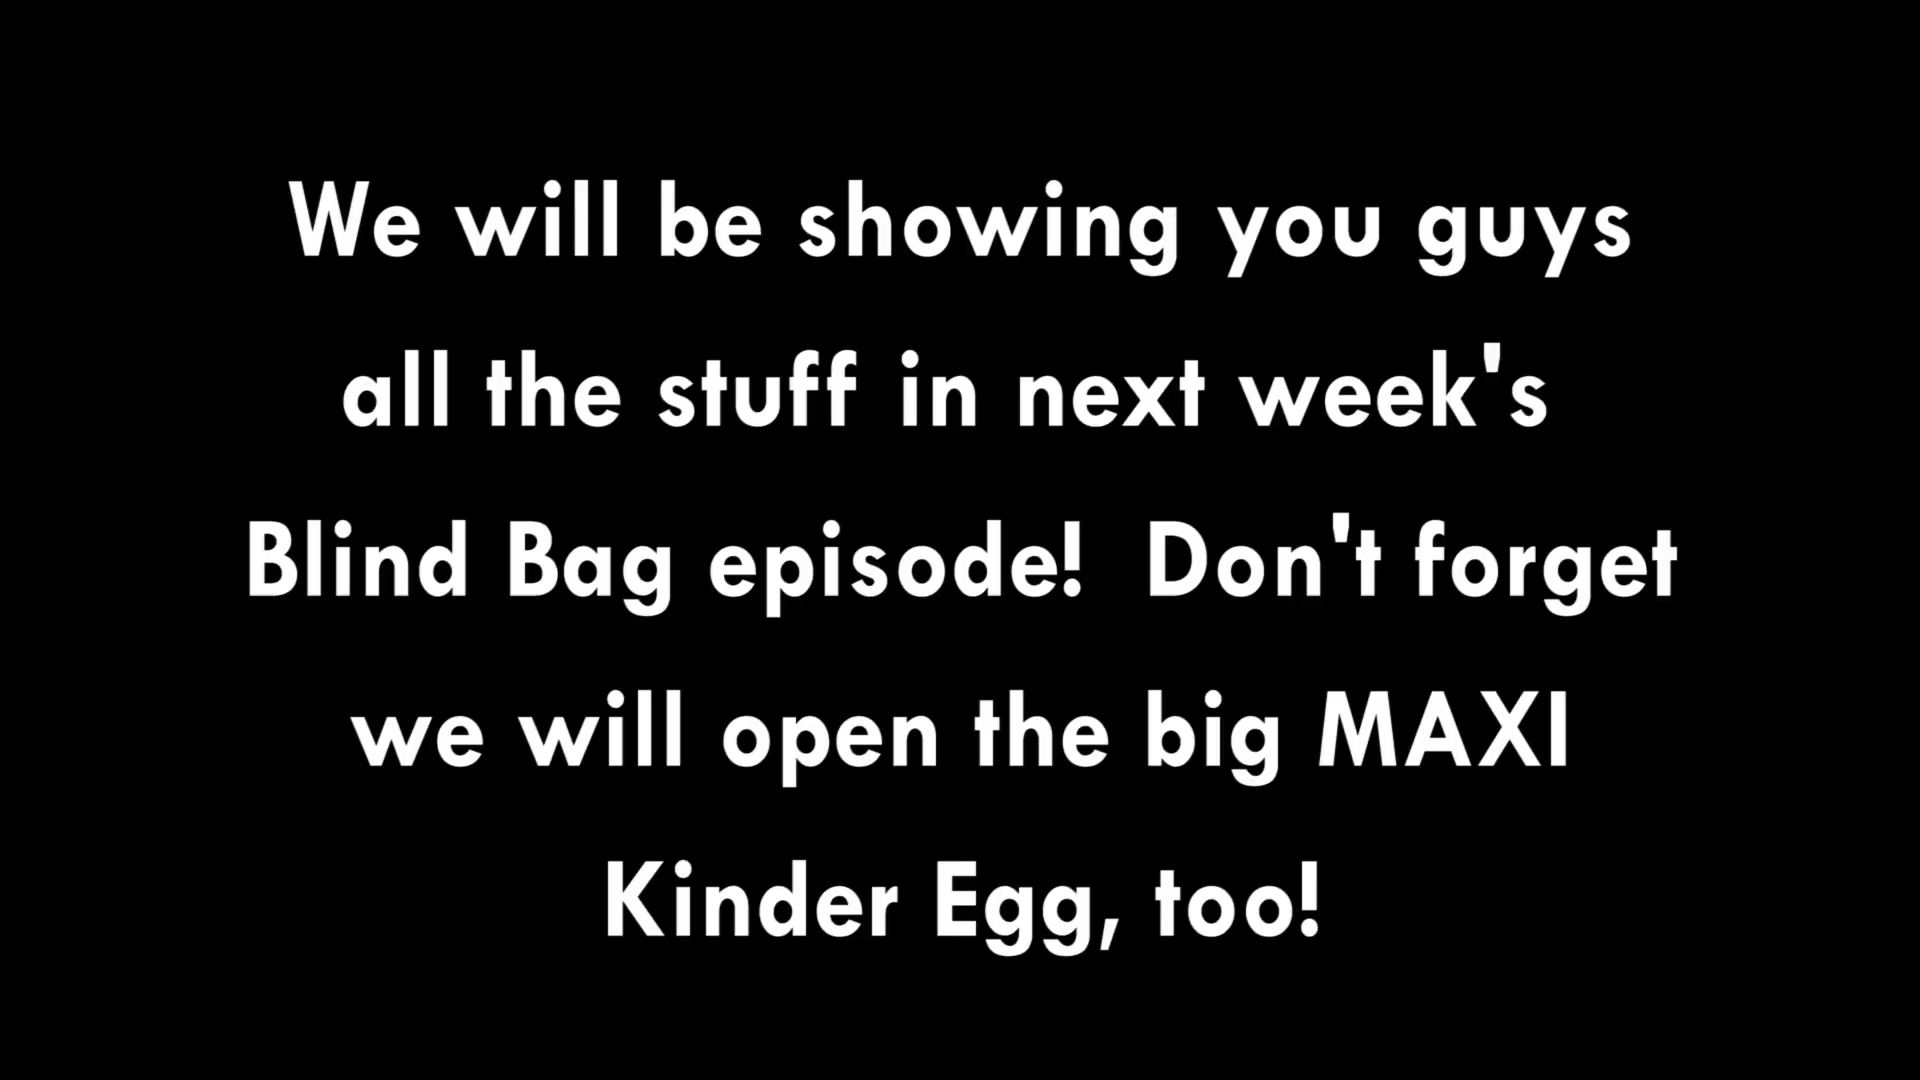 We will be showing you guys
all the stuff in next week's
Blind Bag episode!  Don't forget
we will open the big MAXI
Kinder Egg, too!